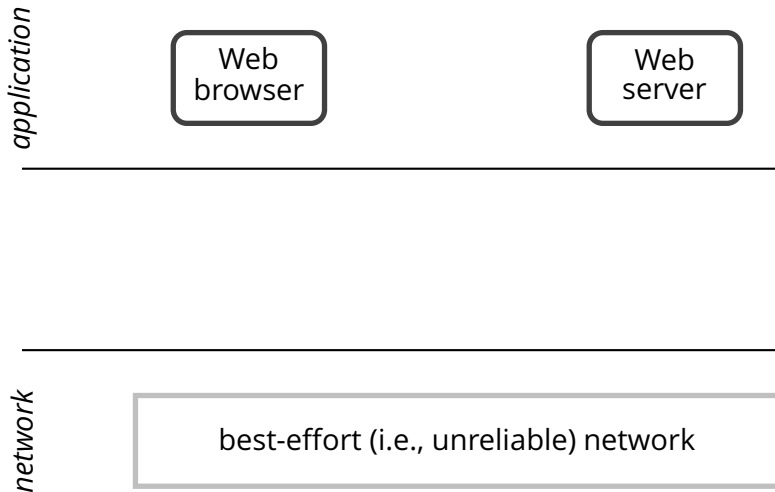 application
Web
browser
Web
server
network
best-effort (i.e., unreliable) network